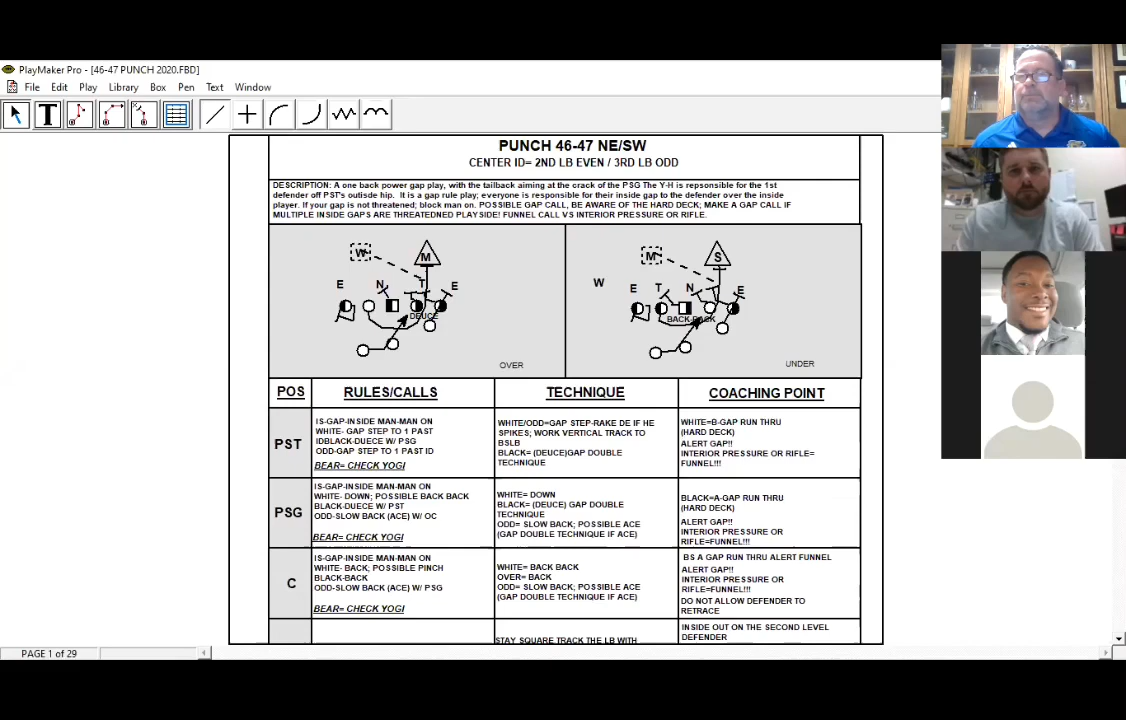 PlayMaker Pro - [46-47 PUNCH 2020.FBD]
File Edit Play Library Box Pen Text Window
T
PUNCH 46-47 NE/SW
CENTER ID= 2ND LB EVEN / 3RD LB ODD
DESCRIPTION: A one back power gap play, with the tailback aiming at the crack of the PSG The Y-H is repsonsible for the 1st
defender off PST's outisde hip. It is a gap rule play; everyone is responsible for their inside gap to the defender over the inside
player. If your gap is not threatened; block man on. POSSIBLE GAP CALL, BE AWARE OF THE HARD DECK; MAKE A GAP CALL IF
MULTIPLE INSIDE GAPS ARE THREATEDNED PLAYSIDE! FUNNEL CALL VS INTERIOR PRESSURE OR RIFLE.
W M
E N T E
DEUCE
OVER
M S
W
E T N E
BACK-BACK
UNDER
POS RULES/CALLS TECHNIQUE COACHING POINT
PST
IS-GAP-INSIDE MAN-MAN ON
WHITE- GAP STEP TO 1 PAST
IDBLACK-DUECE W/ PSG
ODD-GAP STEP TO 1 PAST ID
BEAR= CHECK YOGI
WHITE/ODD=GAP STEP-RAKE DE IF HE
SPIKES; WORK VERTICAL TRACK TO
BSLB
BLACK= (DEUCE)GAP DOUBLE
TECHNIQUE
WHITE=B-GAP RUN THRU
(HARD DECK)
ALERT GAP!!
INTERIOR PRESSURE OR RIFLE=
FUNNEL!!!
PSG
IS-GAP-INSIDE MAN-MAN ON
WHITE- DOWN; POSSIBLE BACK BACK
BLACK-DUECE W/ PST
ODD-SLOW BACK (ACE) W/ OC
BEAR= CHECK YOGI
WHITE= DOWN
BLACK= (DEUCE) GAP DOUBLE
TECHNIQUE
ODD= SLOW BACK; POSSIBLE ACE
(GAP DOUBLE TECHNIQUE IF ACE)
BLACK=A-GAP RUN THRU
(HARD DECK)
ALERT GAP!!
INTERIOR PRESSURE OR
RIFLE=FUNNEL!!!
C
IS-GAP-INSIDE MAN-MAN ON
WHITE- BACK; POSSIBLE PINCH
BLACK-BACK
ODD-SLOW BACK (ACE) W/ PSG
BEAR= CHECK YOGI
WHITE= BACK BACK
OVER= BACK
ODD= SLOW BACK; POSSIBLE ACE
(GAP DOUBLE TECHNIQUE IF ACE)
BS A GAP RUN THRU ALERT FUNNEL
ALERT GAP!!
INTERIOR PRESSURE OR
RIFLE=FUNNEL!!!
DO NOT ALLOW DEFENDER TO
RETRACE
STAY SQUARE TRACK THE LB WITH
INSIDE OUT ON THE SECOND LEVEL
DEFENDER
PAGE 1 of 29